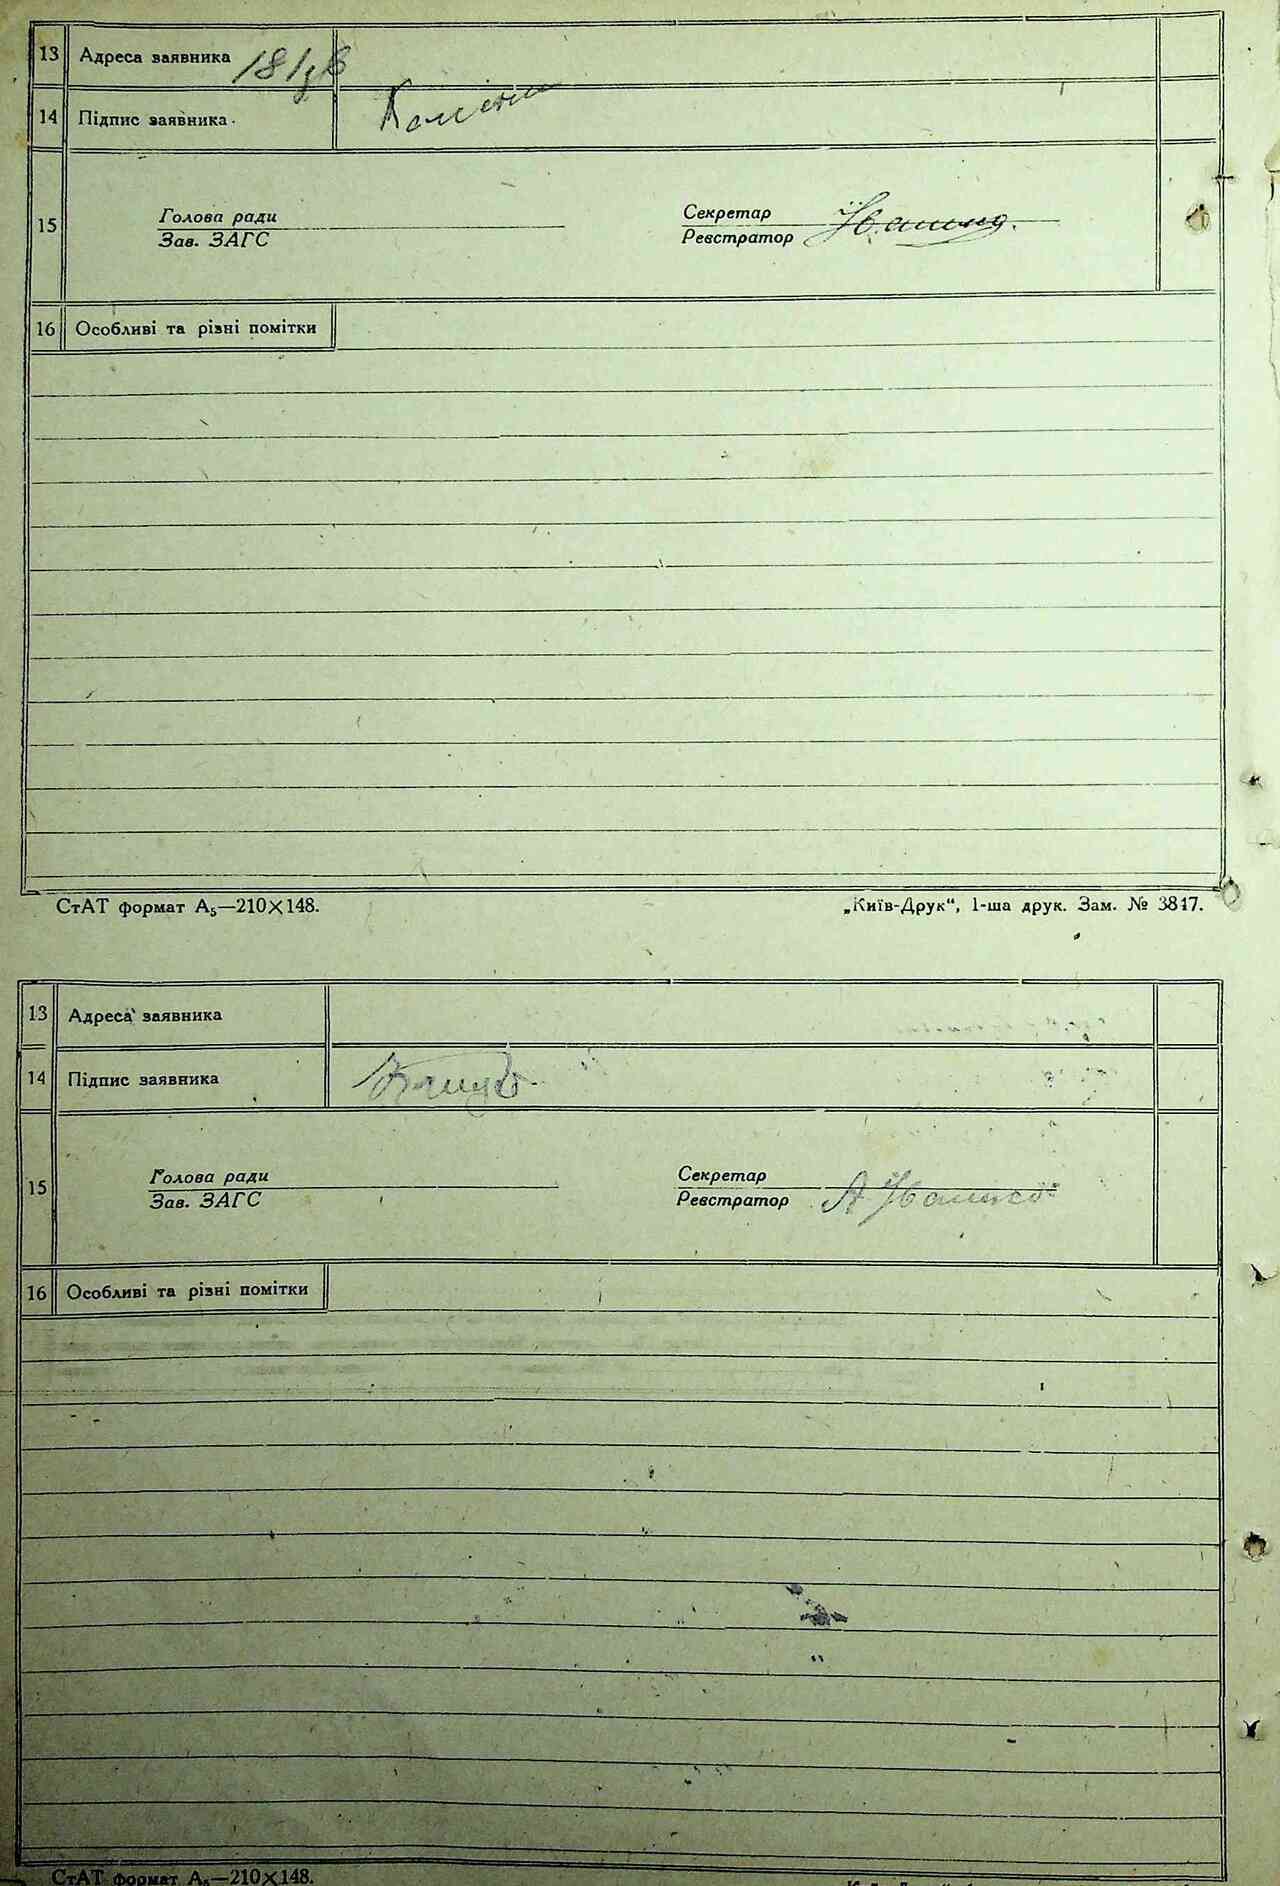 13 Адреса заявника
14 Підпис заявника
15 Голова ради Секретар
Зав. ЗАГС Реєстратор
16 Особливі та різні помітки
СтАТ формат А₅—210×148. „Київ-Друк“, 1-ша друк. Зам. № 3817.
13 Адреса заявника
14 Підпис заявника
15 Голова ради Секретар
Зав. ЗАГС Реєстратор
16 Особливі та різні помітки
СтАТ формат А₅—210×148.